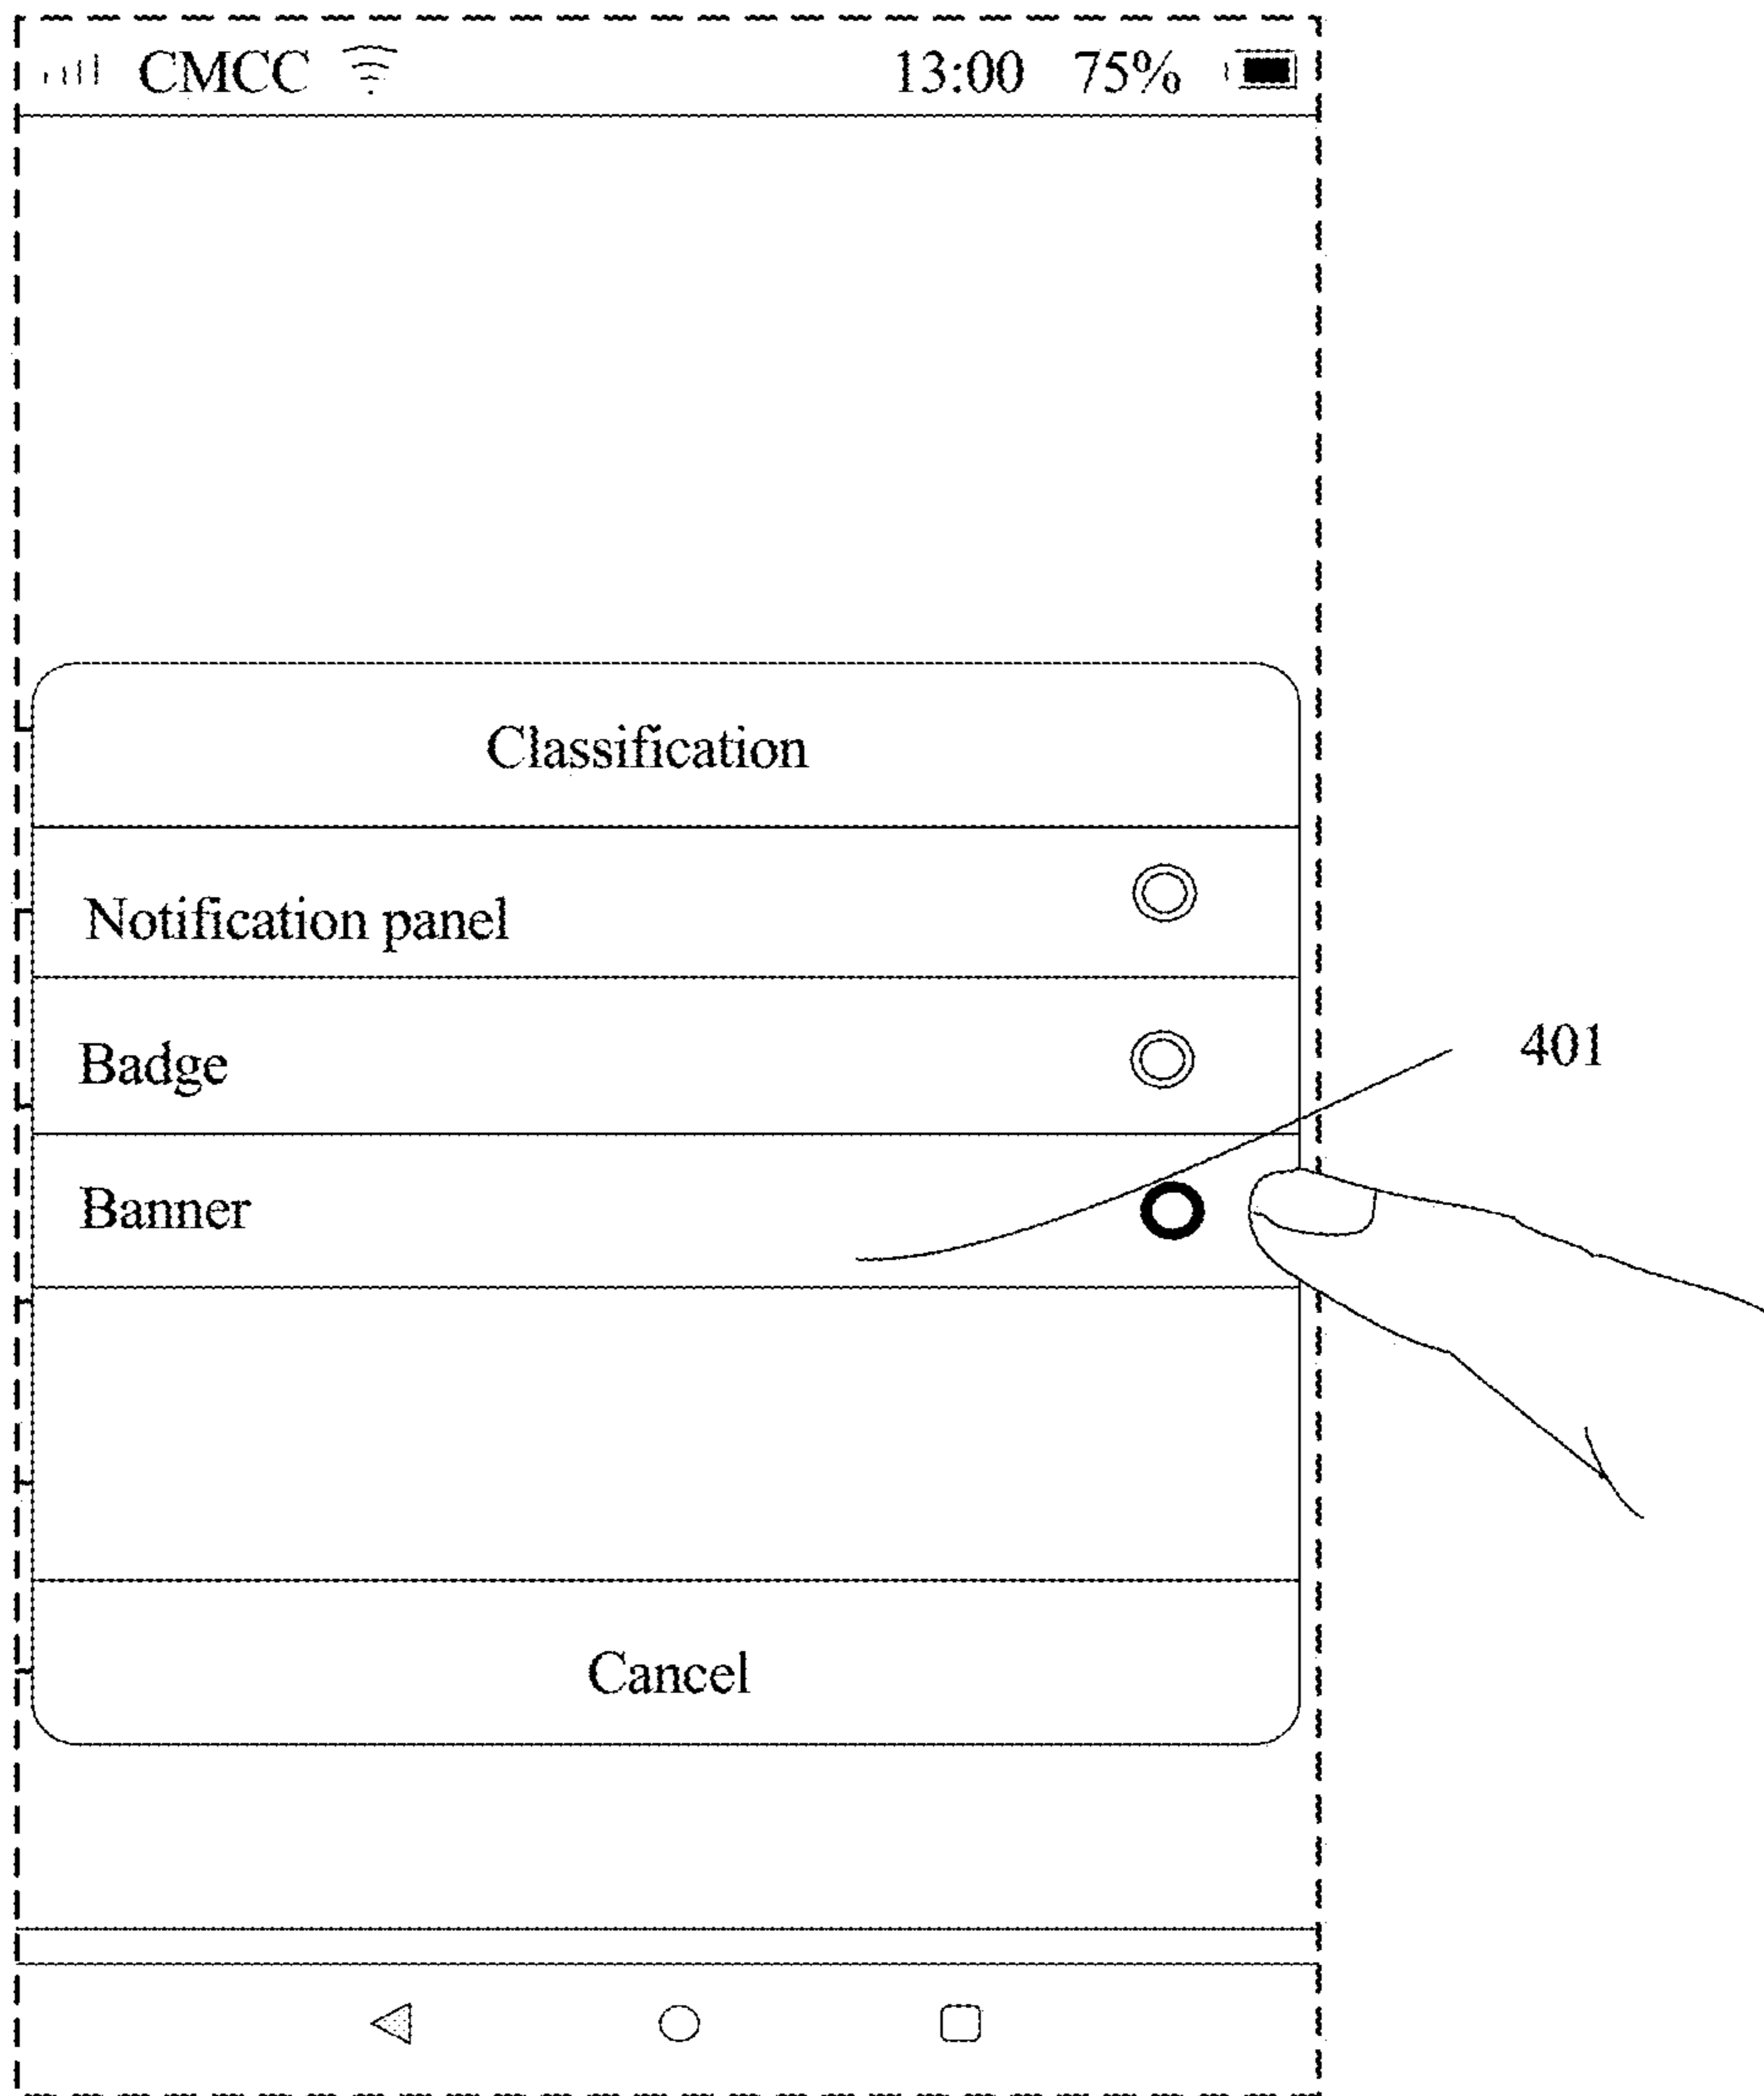 CMCC 13:00 75%
Classification
Notification panel
Badge
401
Banner
Cancel